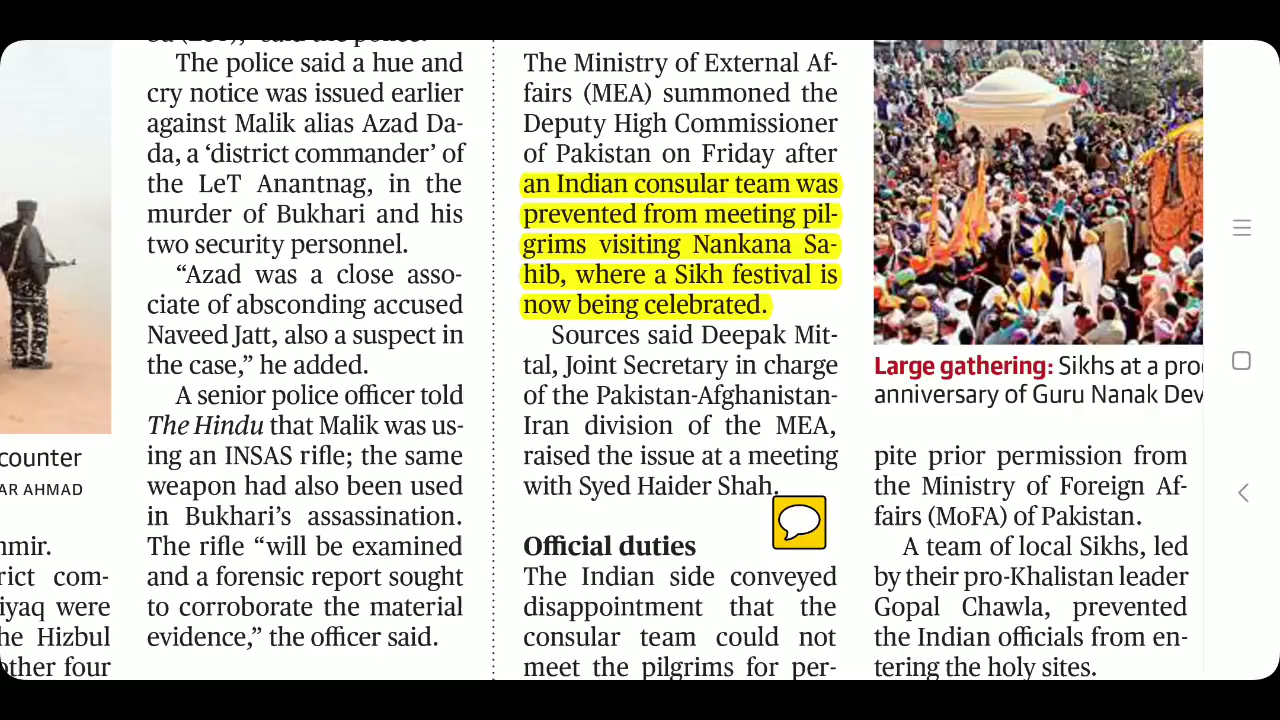 counter
AR AHMAD
hmir.
rict com-
iyaq were
he Hizbul
other four
The police said a hue and
cry notice was issued earlier
against Malik alias Azad Da-
da, a ‘district commander’ of
the LeT Anantnag, in the
murder of Bukhari and his
two security personnel.
“Azad was a close asso-
ciate of absconding accused
Naveed Jatt, also a suspect in
the case,” he added.
A senior police officer told
The Hindu that Malik was us-
ing an INSAS rifle; the same
weapon had also been used
in Bukhari’s assassination.
The rifle “will be examined
and a forensic report sought
to corroborate the material
evidence,” the officer said.
The Ministry of External Af-
fairs (MEA) summoned the
Deputy High Commissioner
of Pakistan on Friday after
an Indian consular team was
prevented from meeting pil-
grims visiting Nankana Sa-
hib, where a Sikh festival is
now being celebrated.
Sources said Deepak Mit-
tal, Joint Secretary in charge
of the Pakistan-Afghanistan-
Iran division of the MEA,
raised the issue at a meeting
with Syed Haider Shah.
Official duties
The Indian side conveyed
disappointment that the
consular team could not
meet the pilgrims for per-
Large gathering: Sikhs at a pro
anniversary of Guru Nanak Dev
pite prior permission from
the Ministry of Foreign Af-
fairs (MoFA) of Pakistan.
A team of local Sikhs, led
by their pro-Khalistan leader
Gopal Chawla, prevented
the Indian officials from en-
tering the holy sites.